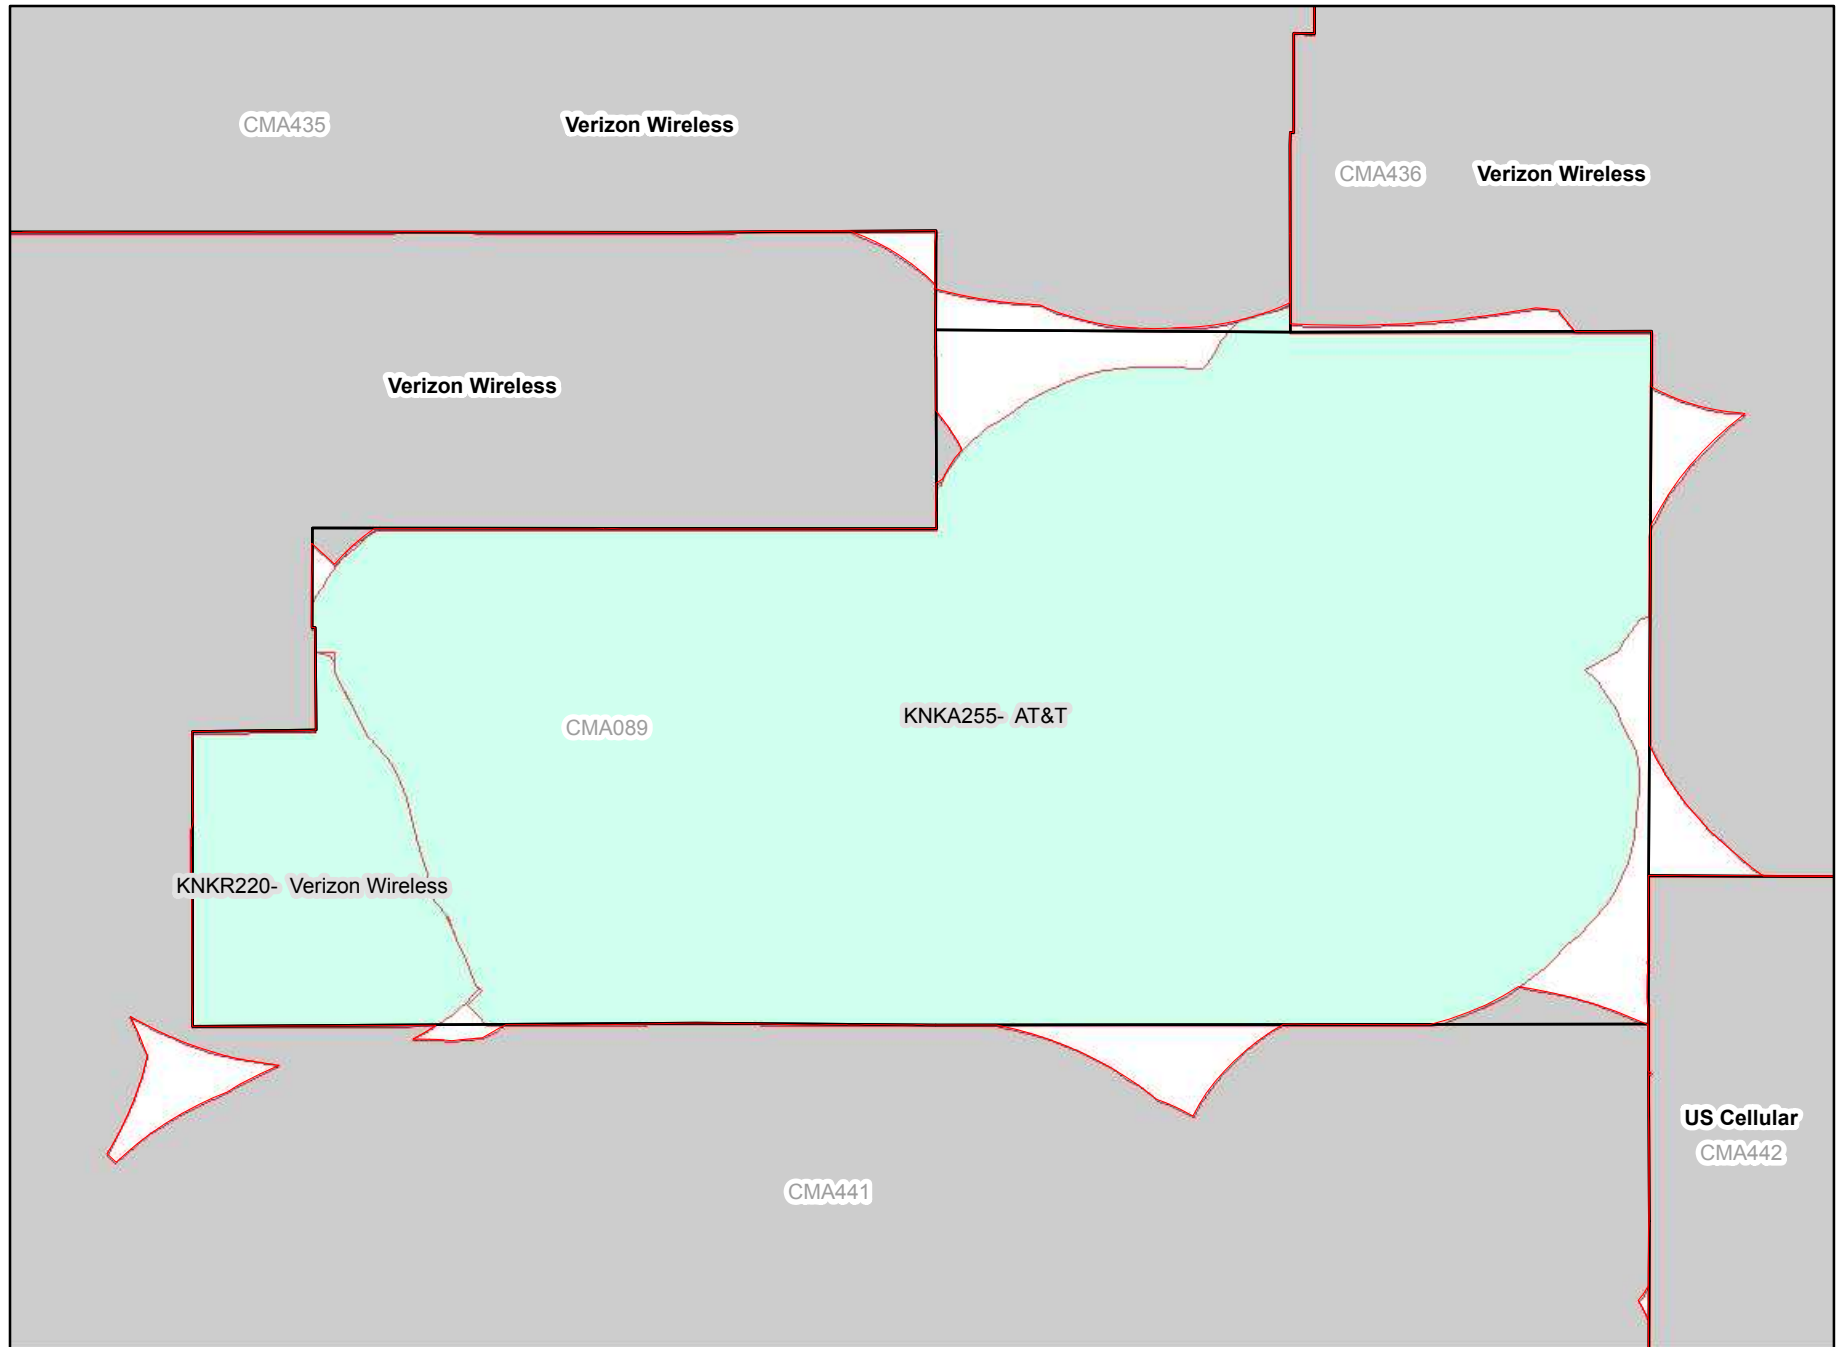 CMA435
Verizon Wireless
CMA436
Verizon Wireless
Verizon Wireless
KNKA255- AT&T
CMA089
KNKR220- Verizon Wireless
US Cellular
CMA442
CMA441